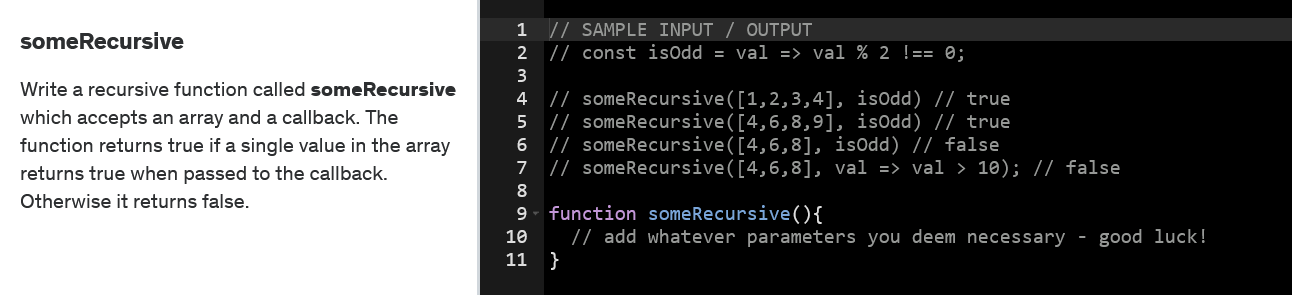 someRecursive
Write a recursive function called someRecursive
which accepts an array and a callback. The
function returns true if a single value in the array
returns true when passed to the callback.
Otherwise it returns false.
1 // SAMPLE INPUT / OUTPUT
2 // const isOdd = val => val % 2 !== 0;
3
4 // someRecursive([1,2,3,4], isOdd) // true
5 // someRecursive([4,6,8,9], isOdd) // true
6 // someRecursive([4,6,8], isOdd) // false
7 // someRecursive([4,6,8], val => val > 10); // false
8
9 function someRecursive(){
10 // add whatever parameters you deem necessary - good luck!
11 }